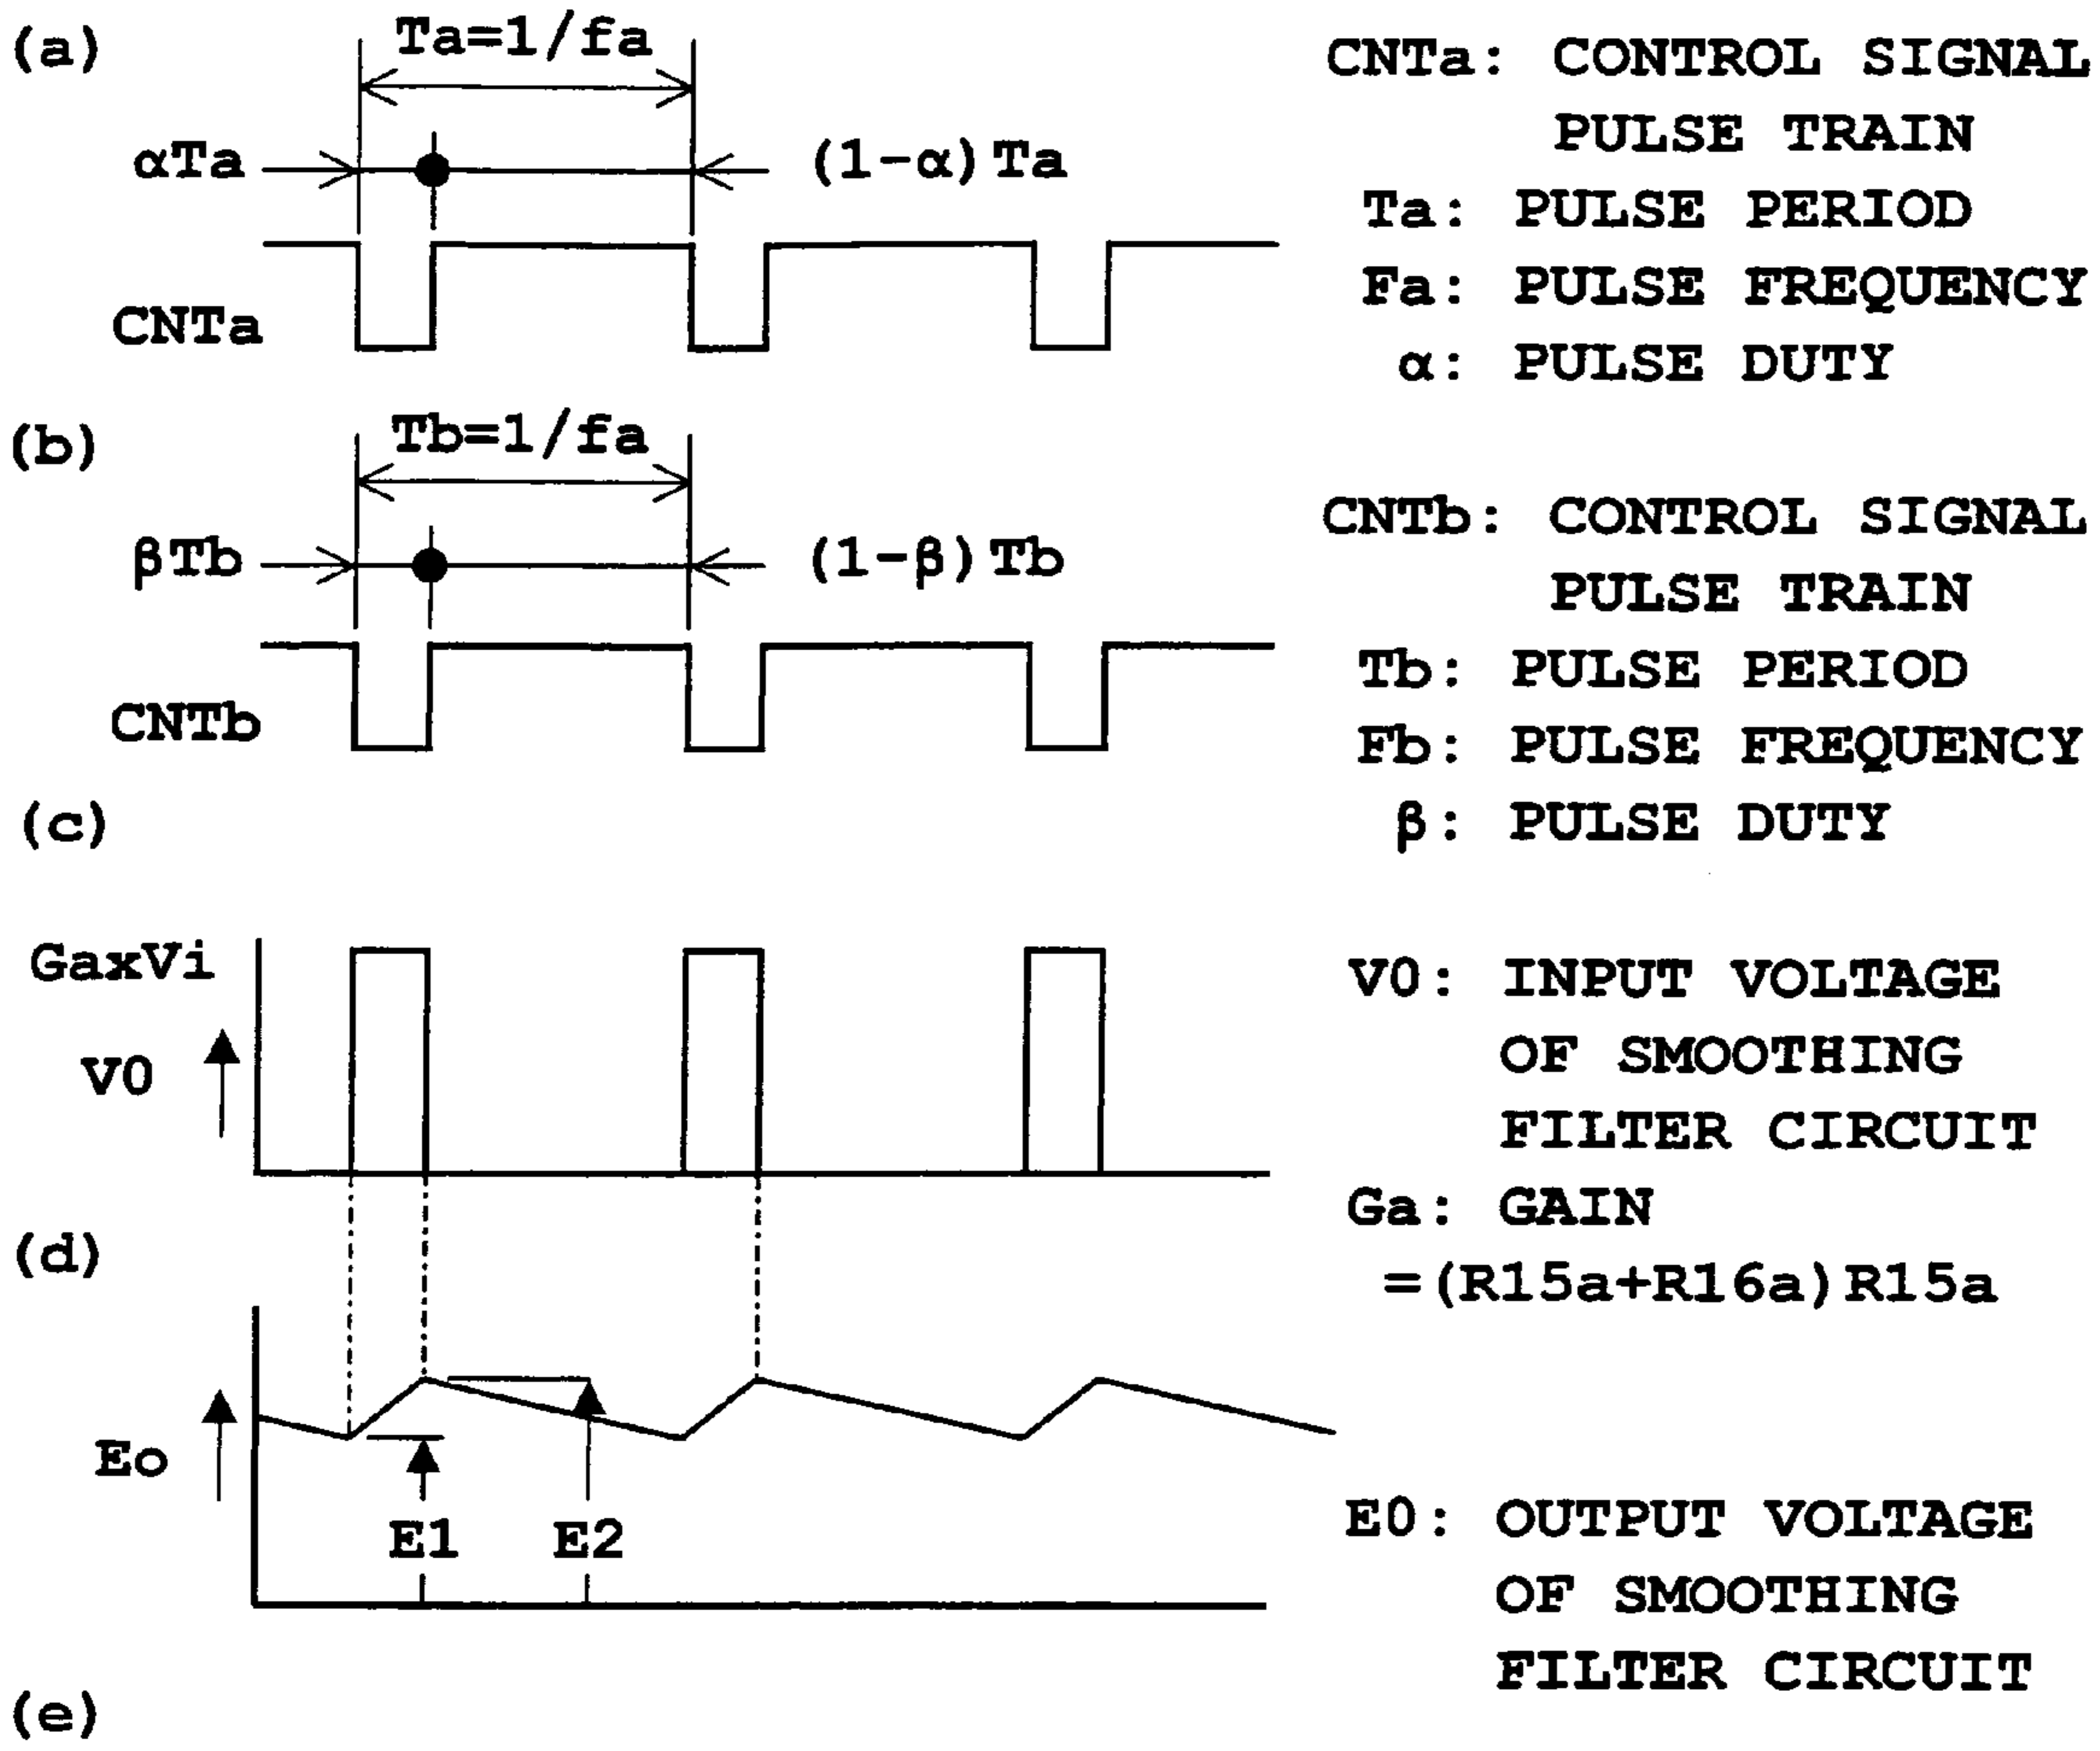 (a)
Ta=1/fa
αTa
(1-α)Ta
CNTa
CNTa: CONTROL SIGNAL
PULSE TRAIN
Ta: PULSE PERIOD
Fa: PULSE FREQUENCY
α: PULSE DUTY
(b)
Tb=1/fa
βTb
(1-β)Tb
CNTb
CNTb: CONTROL SIGNAL
PULSE TRAIN
Tb: PULSE PERIOD
Fb: PULSE FREQUENCY
β: PULSE DUTY
(c)
GaxVi
V0
V0: INPUT VOLTAGE
OF SMOOTHING
FILTER CIRCUIT
Ga: GAIN
=(R15a+R16a)R15a
(d)
Eo
E1
E2
E0: OUTPUT VOLTAGE
OF SMOOTHING
FILTER CIRCUIT
(e)